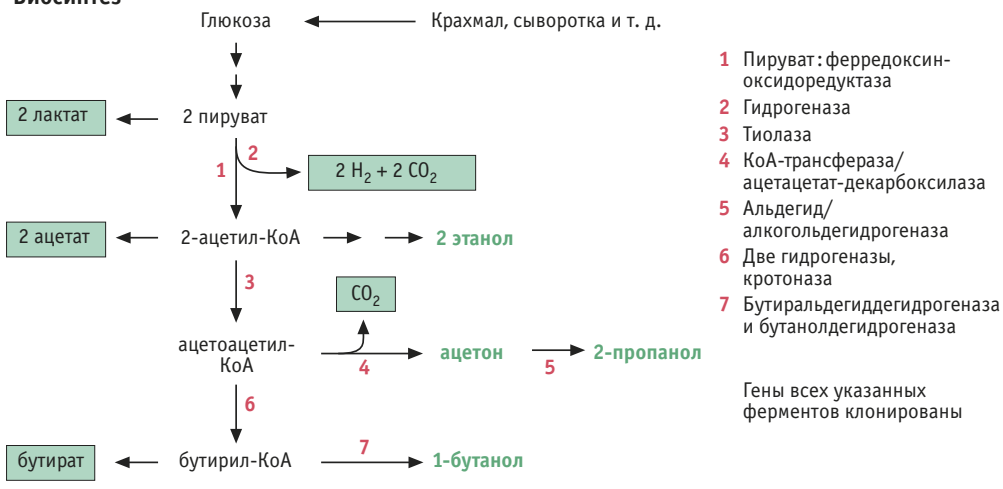 Биосинтез
Глюкоза
Крахмал, сыворотка и т. д.
2 лактат
2 пируват
1
2
2 H₂ + 2 CO₂
2 ацетат
2-ацетил-КоА
2 этанол
3
CO₂
ацетоацетил-
КоА
4
ацетон
5
2-пропанол
6
бутират
бутирил-КоА
7
1-бутанол
1 Пируват : ферредоксин-
оксидоредуктаза
2 Гидрогеназа
3 Тиолаза
4 КоА-трансфераза/
ацетацетат-декарбоксилаза
5 Альдегид/
алкогольдегидрогеназа
6 Две гидрогеназы,
кротоназа
7 Бутиральдегиддегидрогеназа
и бутанолдегидрогеназа
Гены всех указанных
ферментов клонированы